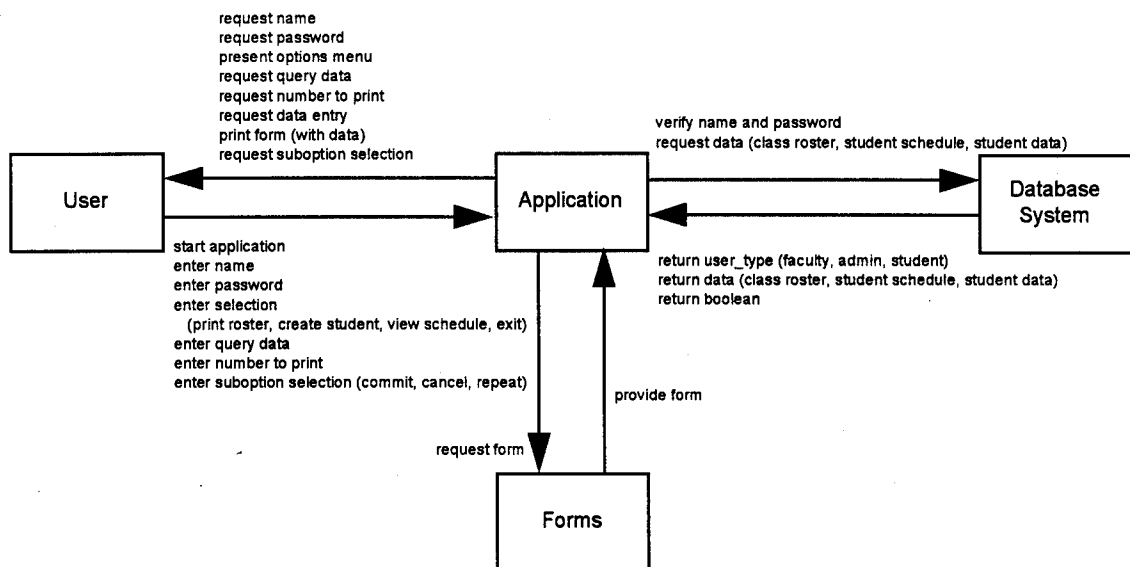 request name
request password
present options menu
request query data
request number to print
request data entry
print form (with data)
request suboption selection
verify name and password
request data (class roster, student schedule, student data)
User
Application
Database
System
start application
enter name
enter password
enter selection
(print roster, create student, view schedule, exit)
enter query data
enter number to print
enter suboption selection (commit, cancel, repeat)
return user_type (faculty, admin, student)
return data (class roster, student schedule, student data)
return boolean
provide form
request form
Forms